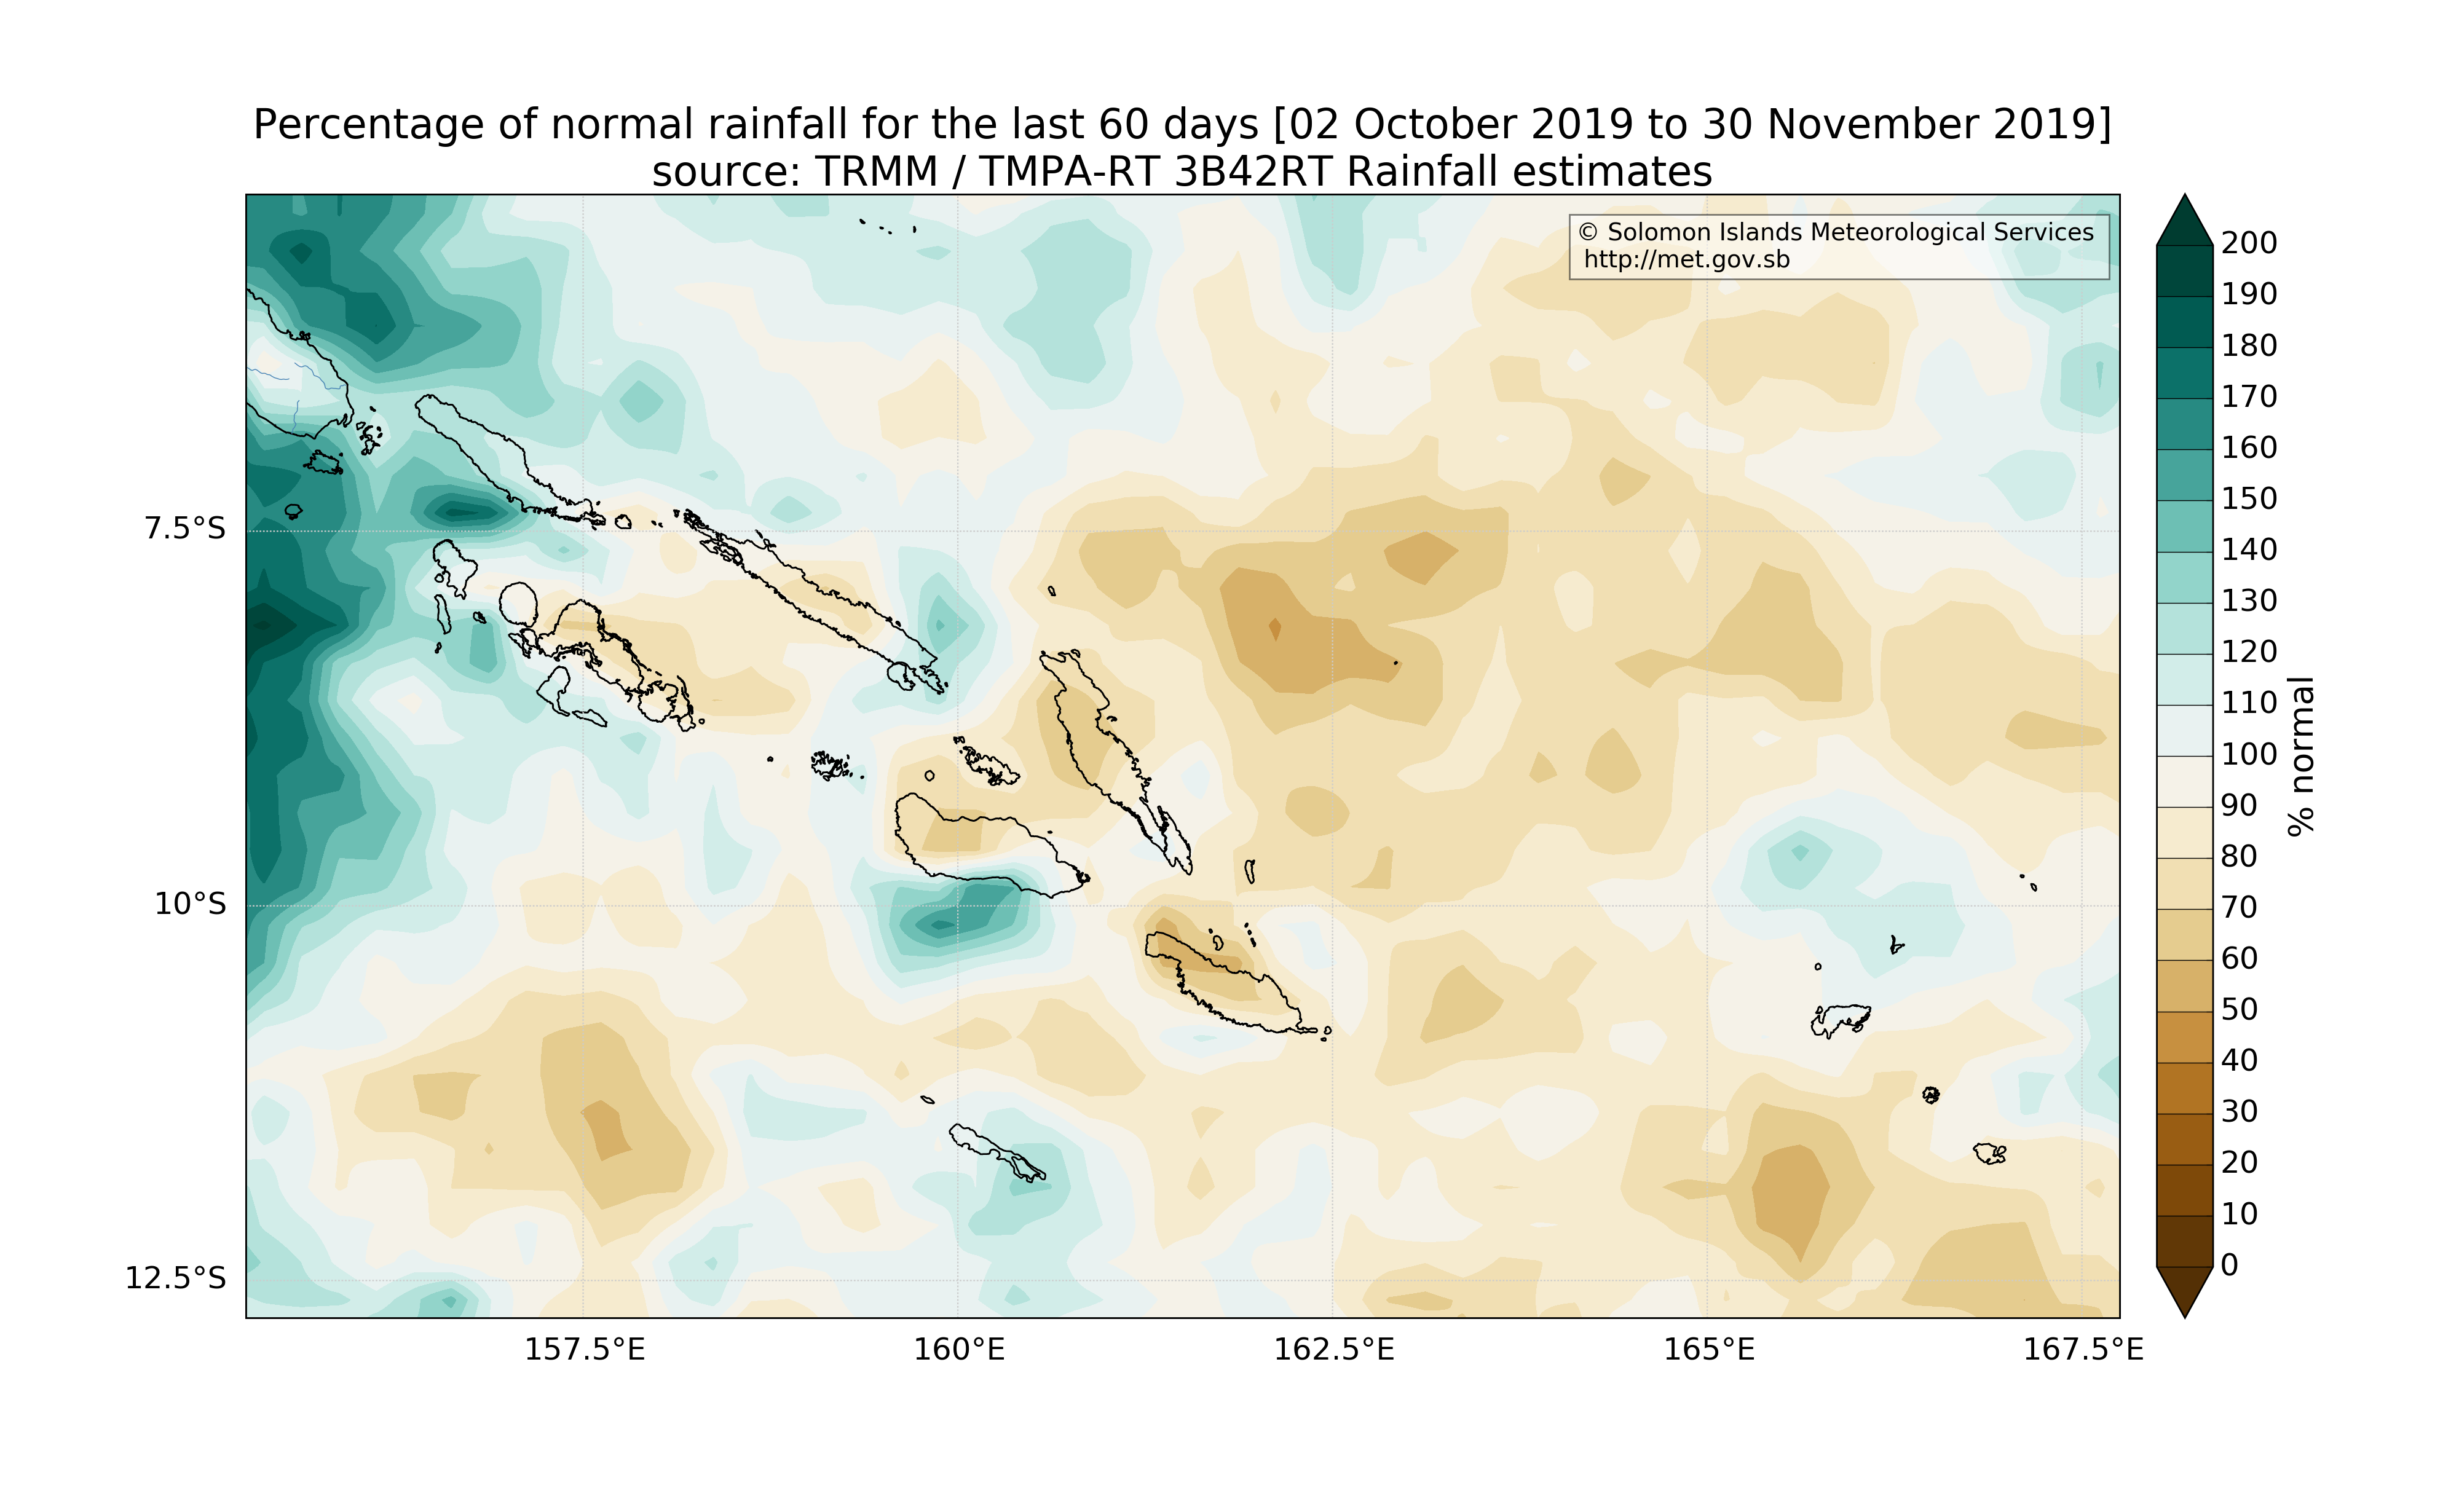 Percentage of normal rainfall for the last 60 days [02 October 2019 to 30 November 2019]
source: TRMM / TMPA-RT 3B42RT Rainfall estimates
© Solomon Islands Meteorological Services
http://met.gov.sb
7.5°S
10°S
12.5°S
157.5°E
160°E
162.5°E
165°E
167.5°E
200
190
180
170
160
150
140
130
120
110
100
90
80
70
60
50
40
30
20
10
0
% normal